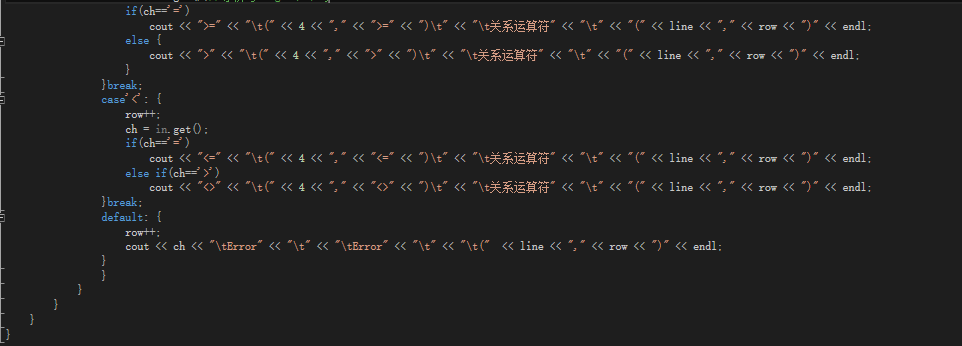 if(ch=='=')
cout << ">=" << "\t(" << 4 << "," << ">=" << ")\t" << "\t关系运算符" << "\t" << "(" << line << "," << row << ")" << endl;
else {
cout << ">" << "\t(" << 4 << "," << ">" << ")\t" << "\t关系运算符" << "\t" << "(" << line << "," << row << ")" << endl;
}
}break;
case'<': {
row++;
ch = in.get();
if(ch=='=')
cout << "<=" << "\t(" << 4 << "," << "<=" << ")\t" << "\t关系运算符" << "\t" << "(" << line << "," << row << ")" << endl;
else if(ch=='>')
cout << "<>" << "\t(" << 4 << "," << "<>" << ")\t" << "\t关系运算符" << "\t" << "(" << line << "," << row << ")" << endl;
}break;
default: {
row++;
cout << ch << "\tError" << "\t" << "\tError" << "\t" << "\t(" << line << "," << row << ")" << endl;
}
}
}
}
}
}